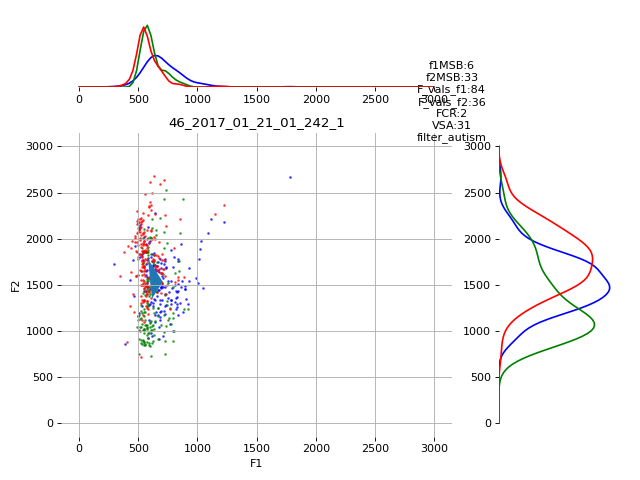 0 500 1000 1500 2000 2500 3000
f1MSB:6
f2MSB:33
F_vals_f1:84
F_vals_f2:36
FCR:2
VSA:31
filter_autism
46_2017_01_21_01_242_1
3000
2500
2000
1500
1000
500
0
F2
0 500 1000 1500 2000 2500 3000
F1
3000
2500
2000
1500
1000
500
0